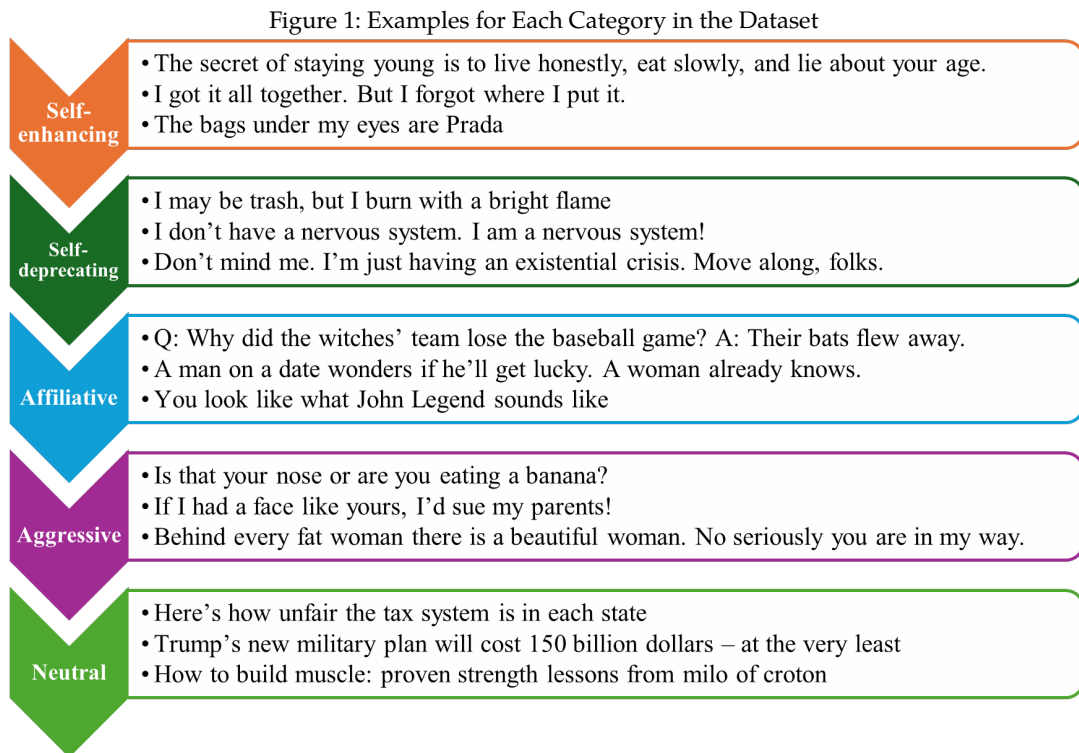 Figure 1: Examples for Each Category in the Dataset
Self-
enhancing
• The secret of staying young is to live honestly, eat slowly, and lie about your age.
• I got it all together. But I forgot where I put it.
• The bags under my eyes are Prada
Self-
deprecating
• I may be trash, but I burn with a bright flame
• I don’t have a nervous system. I am a nervous system!
• Don’t mind me. I’m just having an existential crisis. Move along, folks.
Affiliative
• Q: Why did the witches’ team lose the baseball game? A: Their bats flew away.
• A man on a date wonders if he’ll get lucky. A woman already knows.
• You look like what John Legend sounds like
Aggressive
• Is that your nose or are you eating a banana?
• If I had a face like yours, I’d sue my parents!
• Behind every fat woman there is a beautiful woman. No seriously you are in my way.
Neutral
• Here’s how unfair the tax system is in each state
• Trump’s new military plan will cost 150 billion dollars – at the very least
• How to build muscle: proven strength lessons from milo of croton